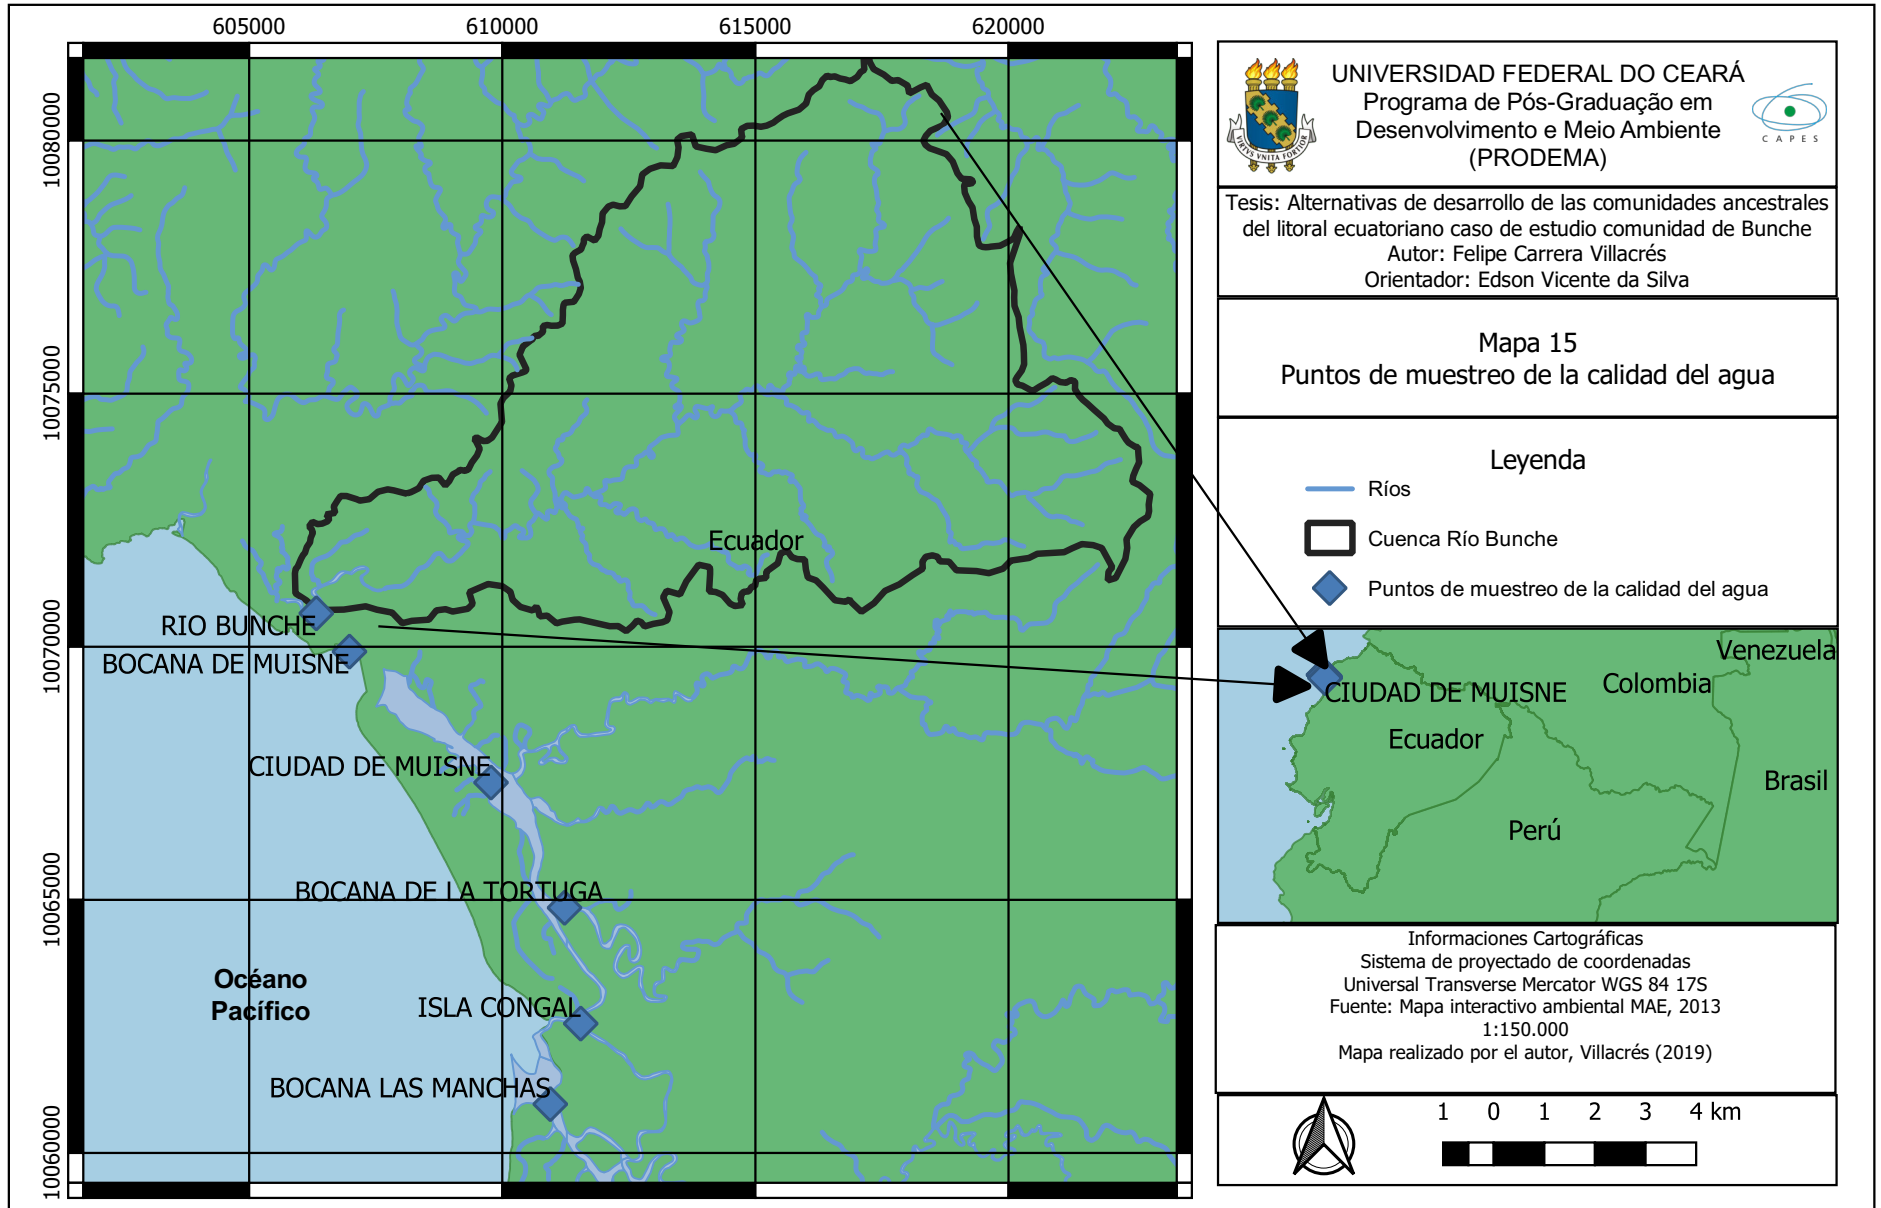 605000
610000
615000
620000
10080000
10075000
10070000
10065000
10060000
Ecuador
RIO BUNCHE
BOCANA DE MUISNE
CIUDAD DE MUISNE
BOCANA DE LA TORTUGA
Océano
Pacífico
ISLA CONGAL
BOCANA LAS MANCHAS
UNIVERSIDAD FEDERAL DO CEARÁ
Programa de Pós-Graduação em
Desenvolvimento e Meio Ambiente
(PRODEMA)
VIRTVS VNITA FORTIOR
CAPES
Tesis: Alternativas de desarrollo de las comunidades ancestrales
del litoral ecuatoriano caso de estudio comunidad de Bunche
Autor: Felipe Carrera Villacrés
Orientador: Edson Vicente da Silva
Mapa 15
Puntos de muestreo de la calidad del agua
Leyenda
Ríos
Cuenca Río Bunche
Puntos de muestreo de la calidad del agua
Venezuela
CIUDAD DE MUISNE
Colombia
Ecuador
Brasil
Perú
Informaciones Cartográficas
Sistema de proyectado de coordenadas
Universal Transverse Mercator WGS 84 17S
Fuente: Mapa interactivo ambiental MAE, 2013
1:150.000
Mapa realizado por el autor, Villacrés (2019)
1 0 1 2 3 4 km